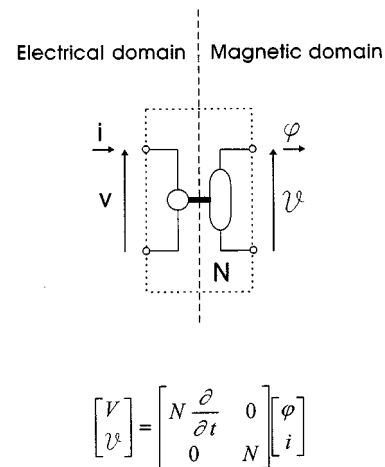 Electrical domain Magnetic domain
i φ
v 𝜗
N
[V 𝜗] = [N ∂/∂t 0 0 N] [φ i]